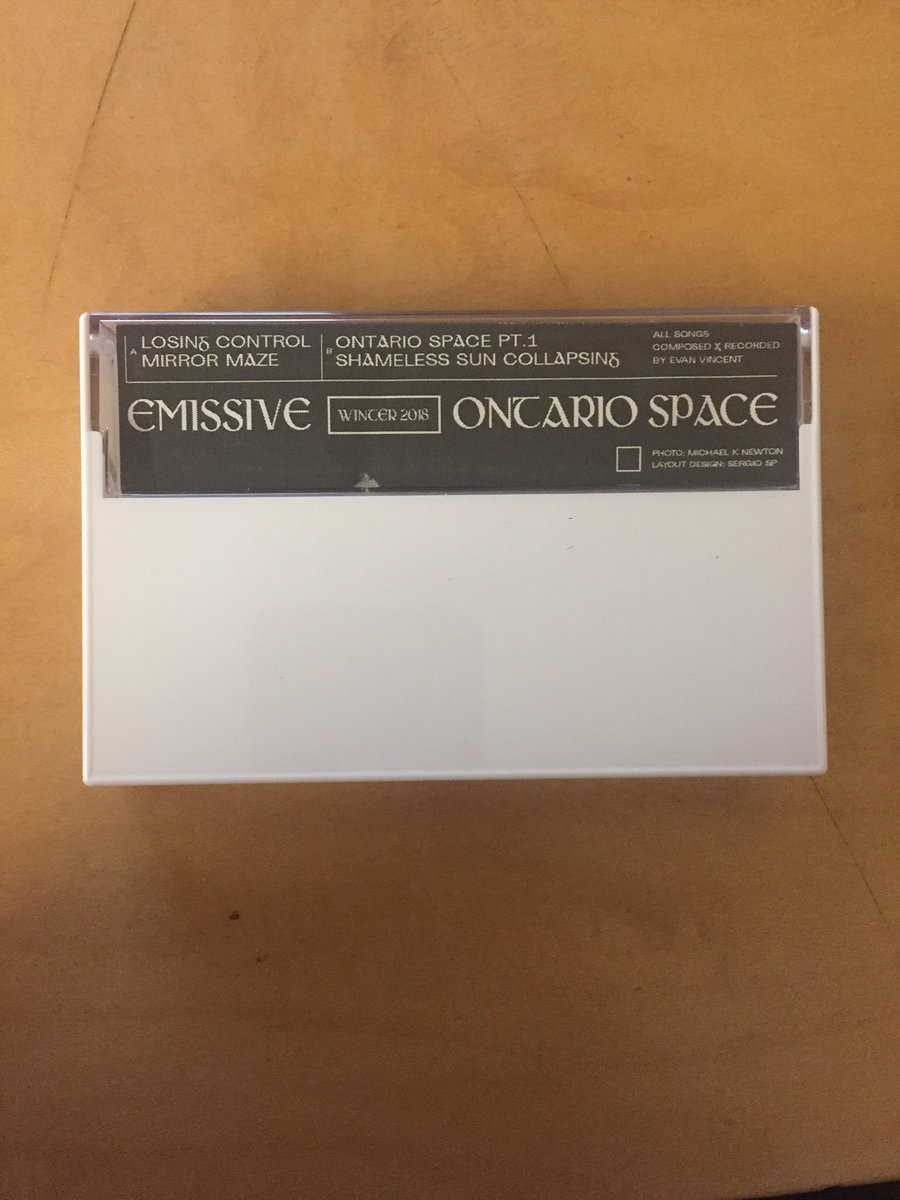 A
LOSING CONTROL
MIRROR MAZE
B
ONTARIO SPACE PT.1
SHAMELESS SUN COLLAPSING
ALL SONGS
COMPOSED & RECORDED
BY EVAN VINCENT
EMISSIVE
WINTER 2018
ONTARIO SPACE
PHOTO: MICHAEL K NEWTON
LAYOUT DESIGN: SERGIO SP